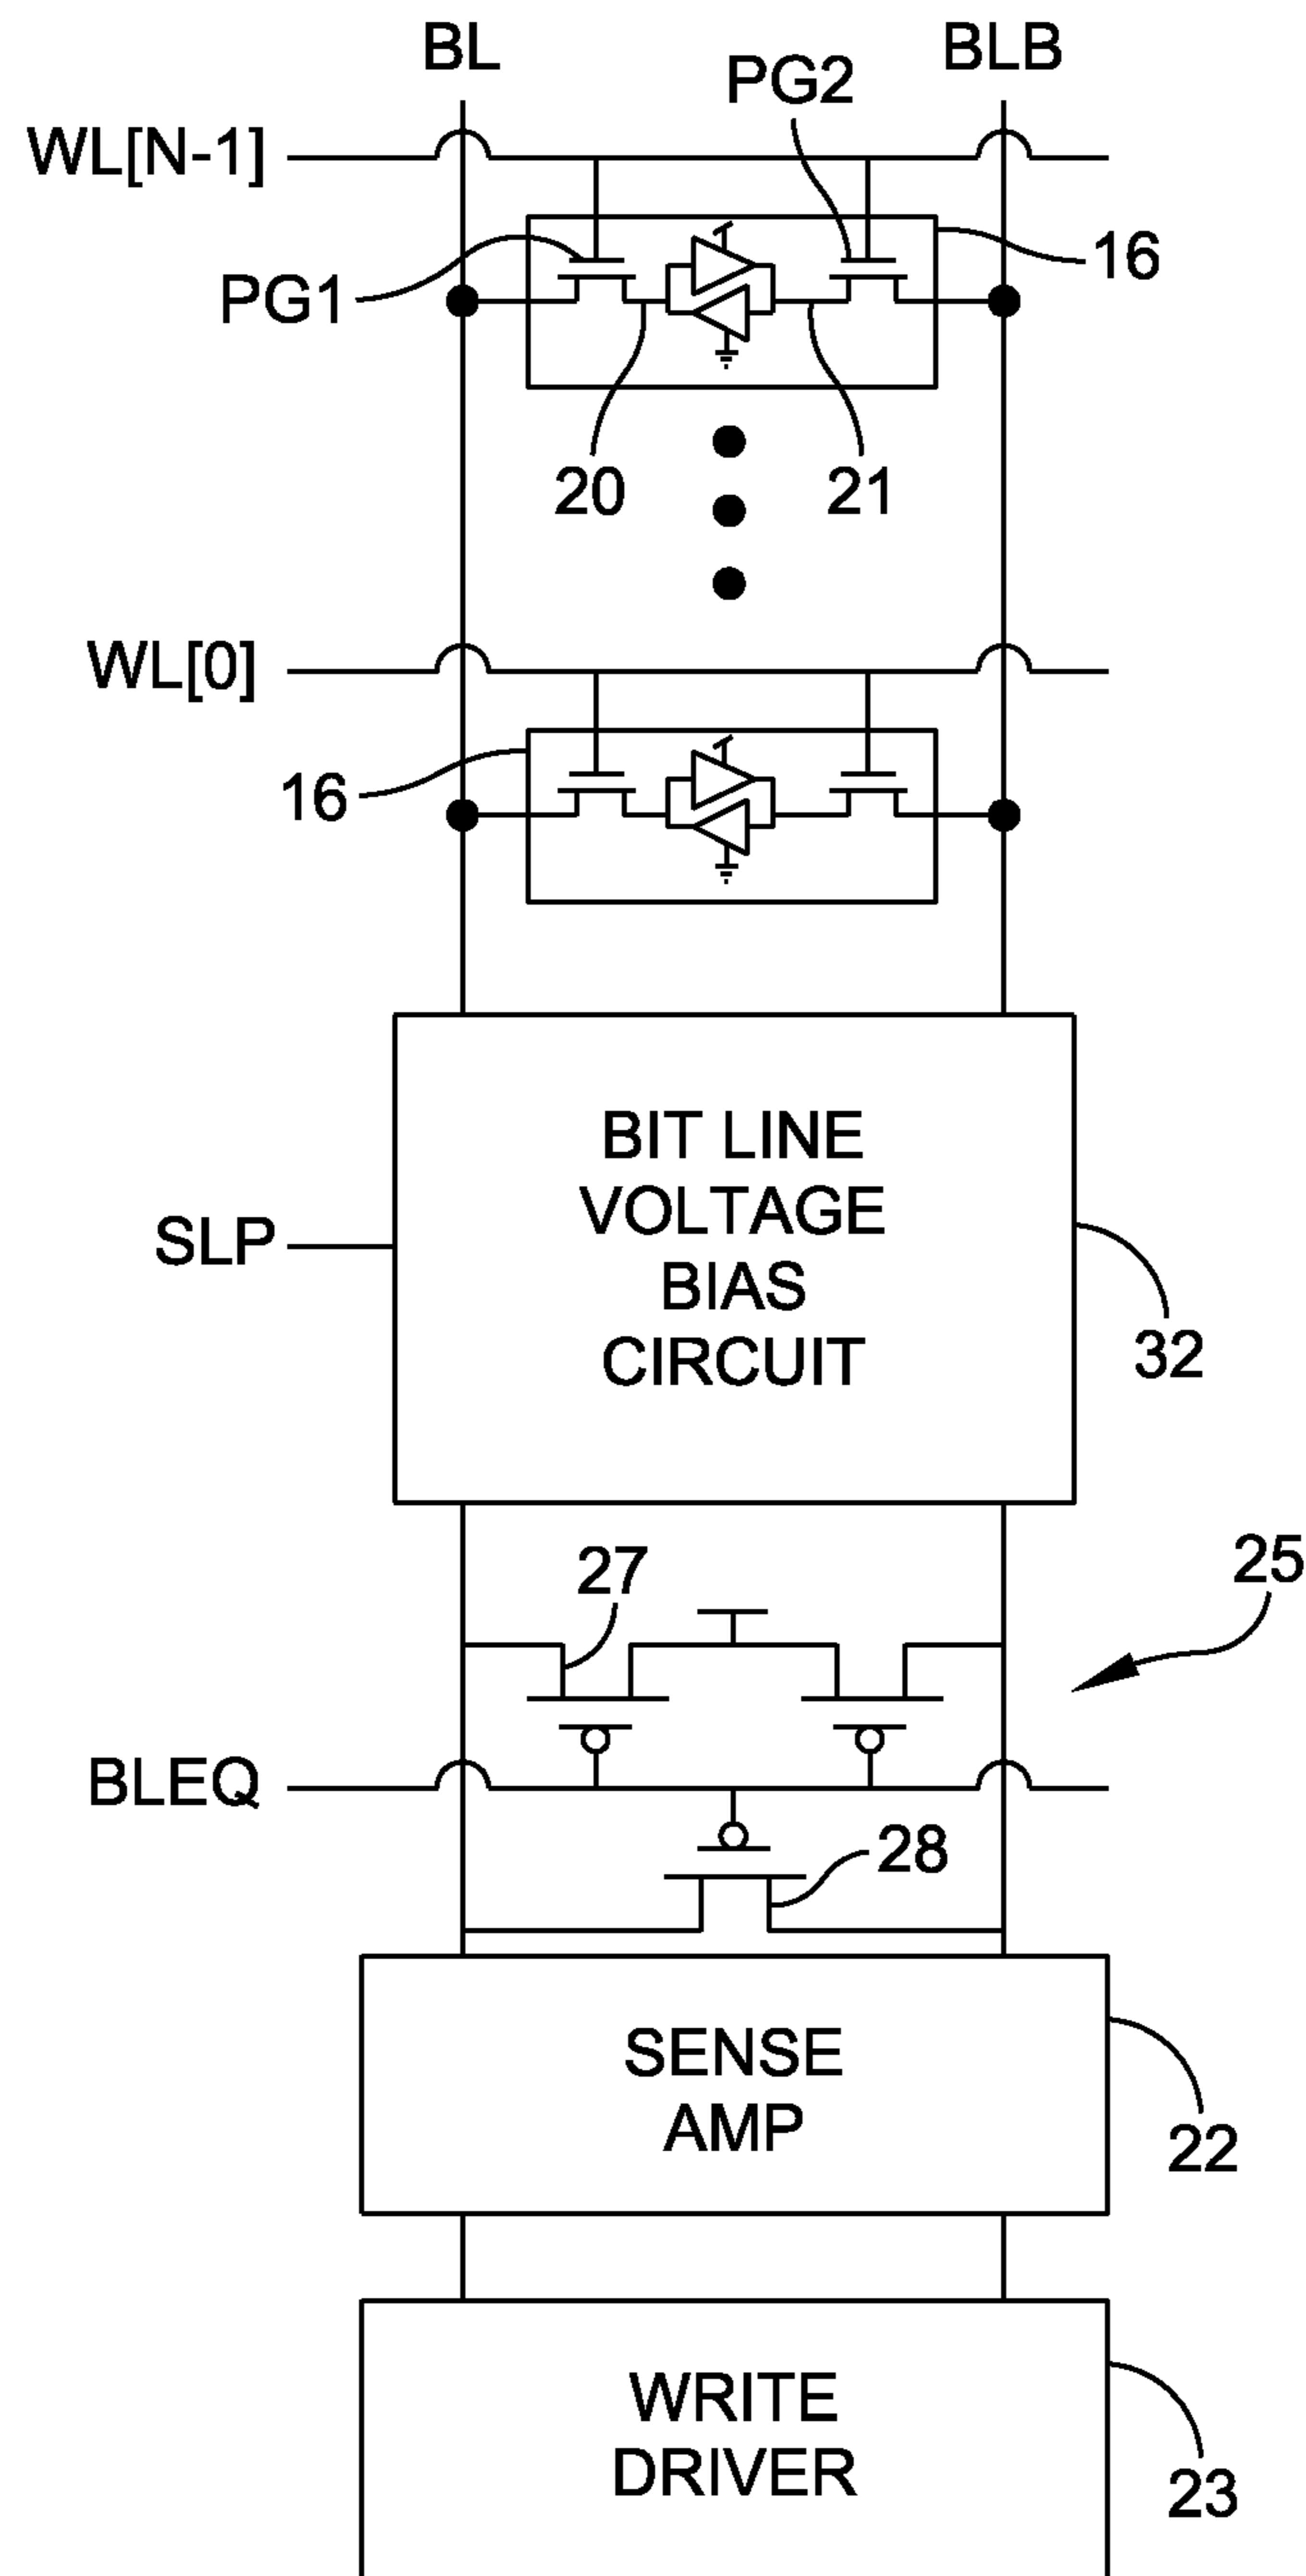 BL
BLB
PG2
WL[N-1]
16
PG1
20
21
WL[0]
16
BIT LINE
VOLTAGE
BIAS
CIRCUIT
SLP
32
27
25
BLEQ
28
SENSE
AMP
22
WRITE
DRIVER
23